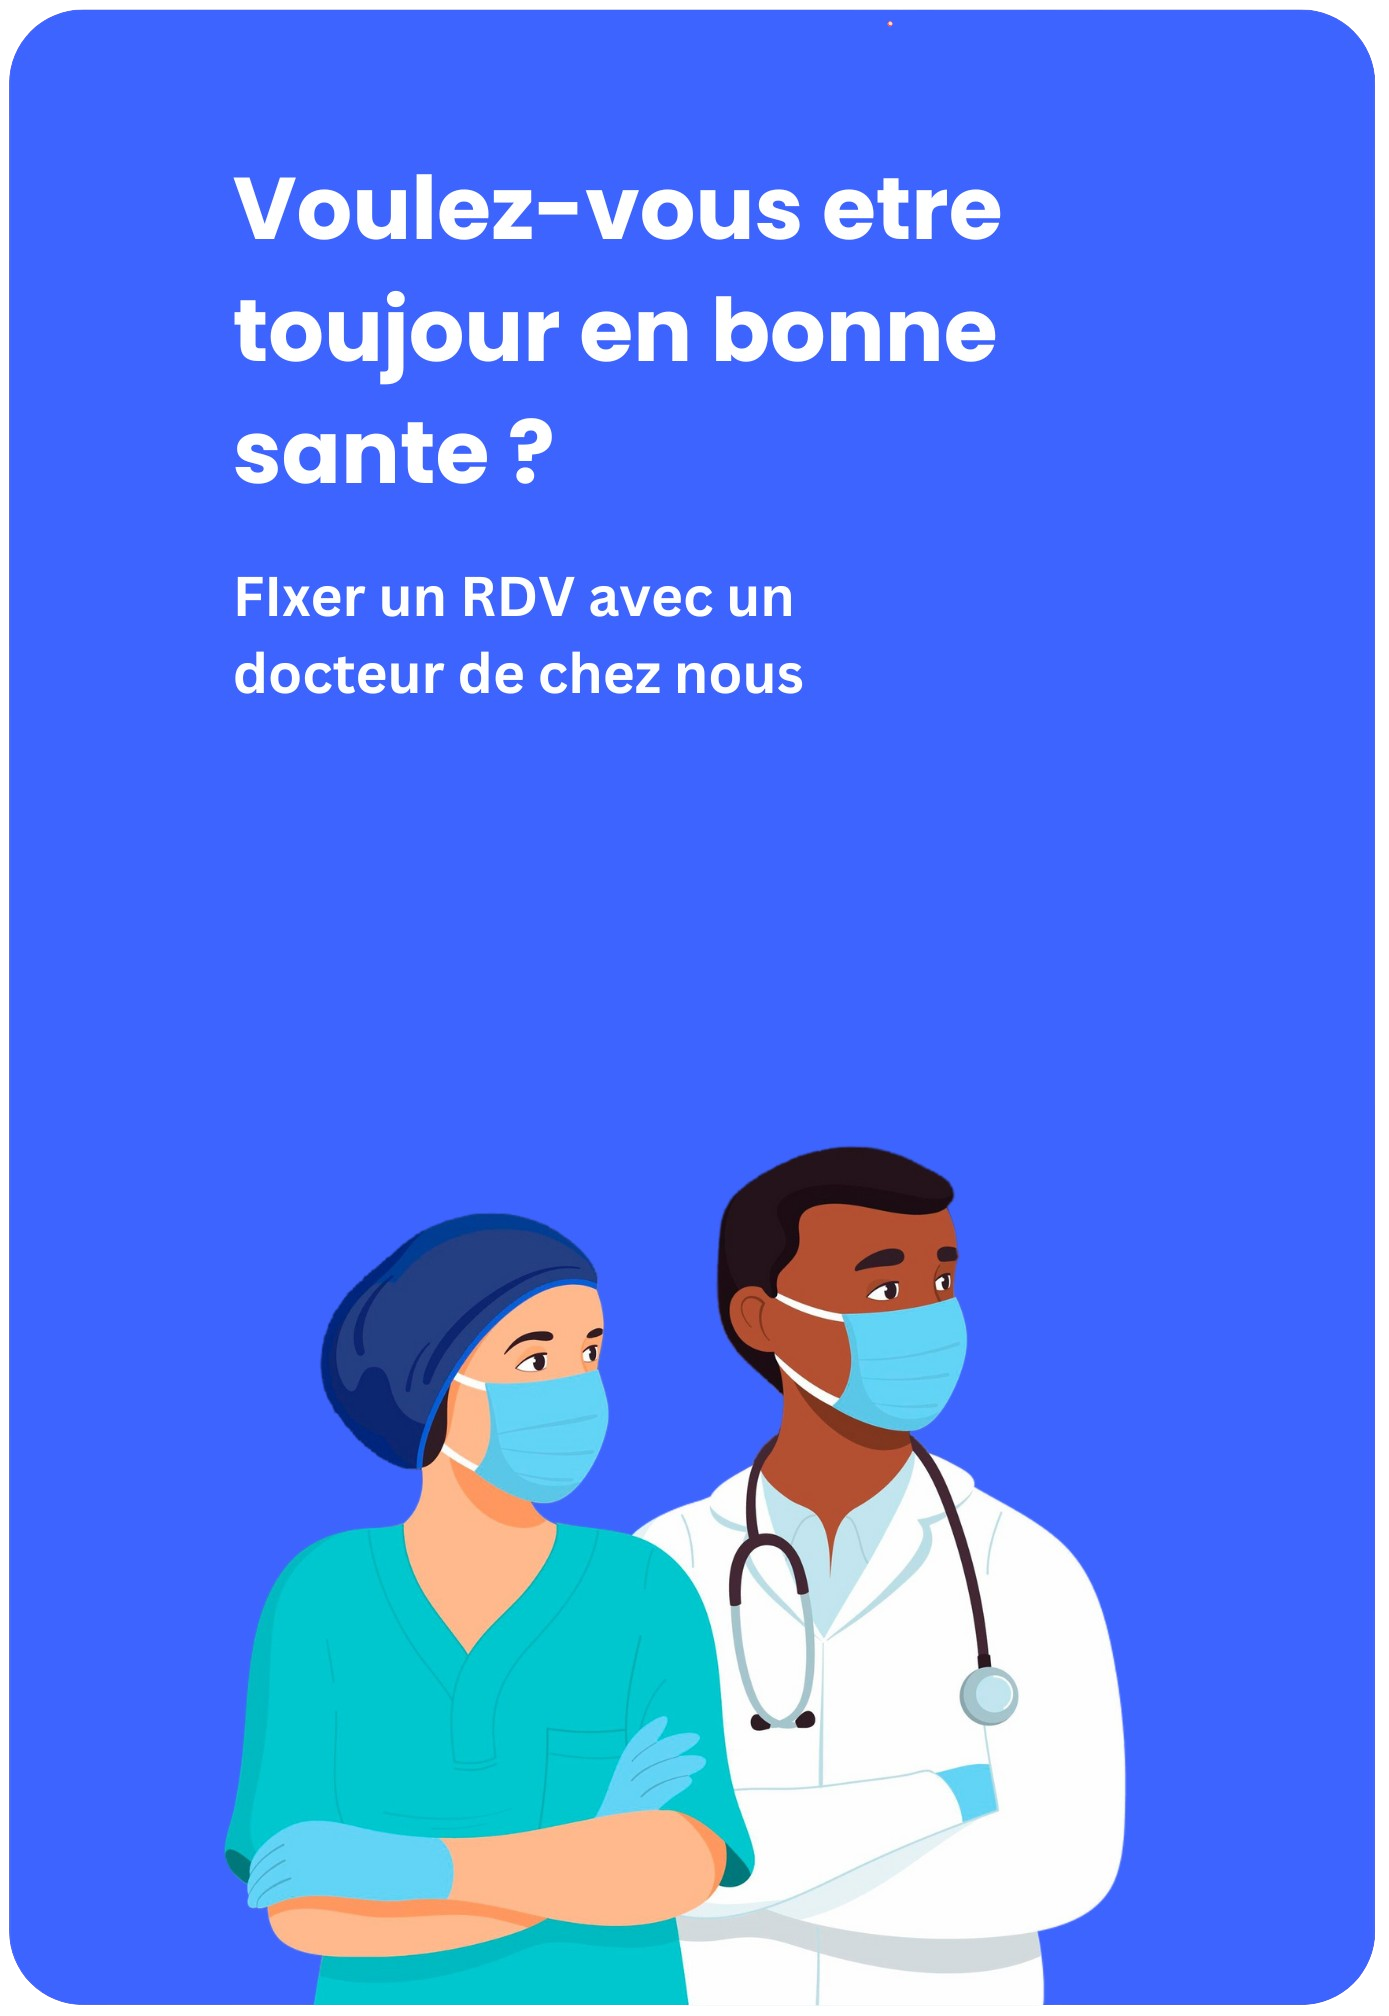 Voulez-vous etre
toujour en bonne
sante ?
FIxer un RDV avec un
docteur de chez nous